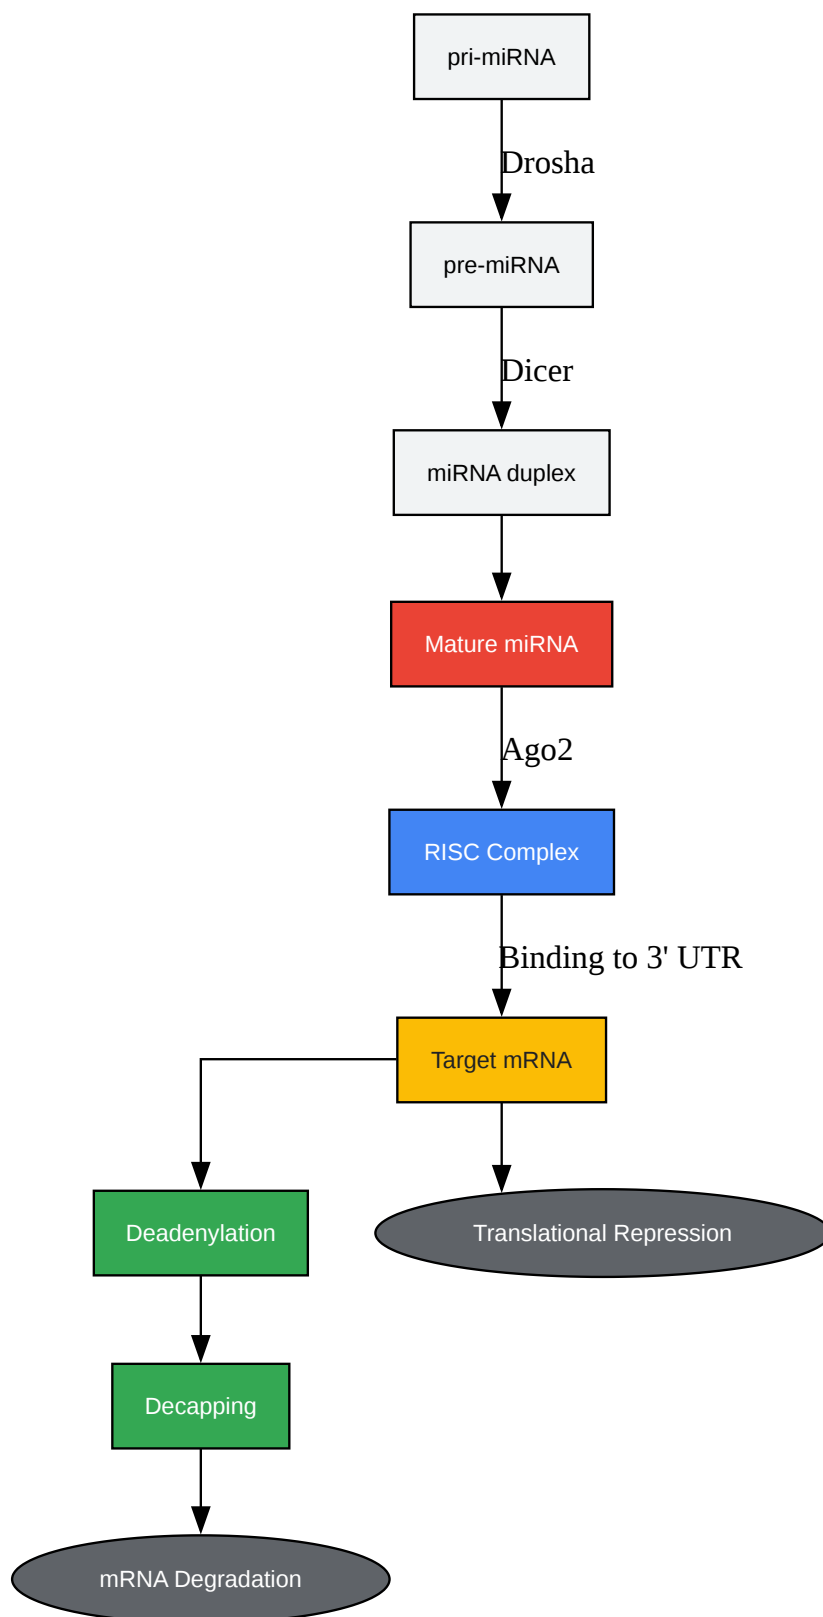 pri-miRNA
Drosha
pre-miRNA
Dicer
miRNA duplex
Mature miRNA
Ago2
RISC Complex
Binding to 3' UTR
Target mRNA
Deadenylation
Translational Repression
Decapping
mRNA Degradation